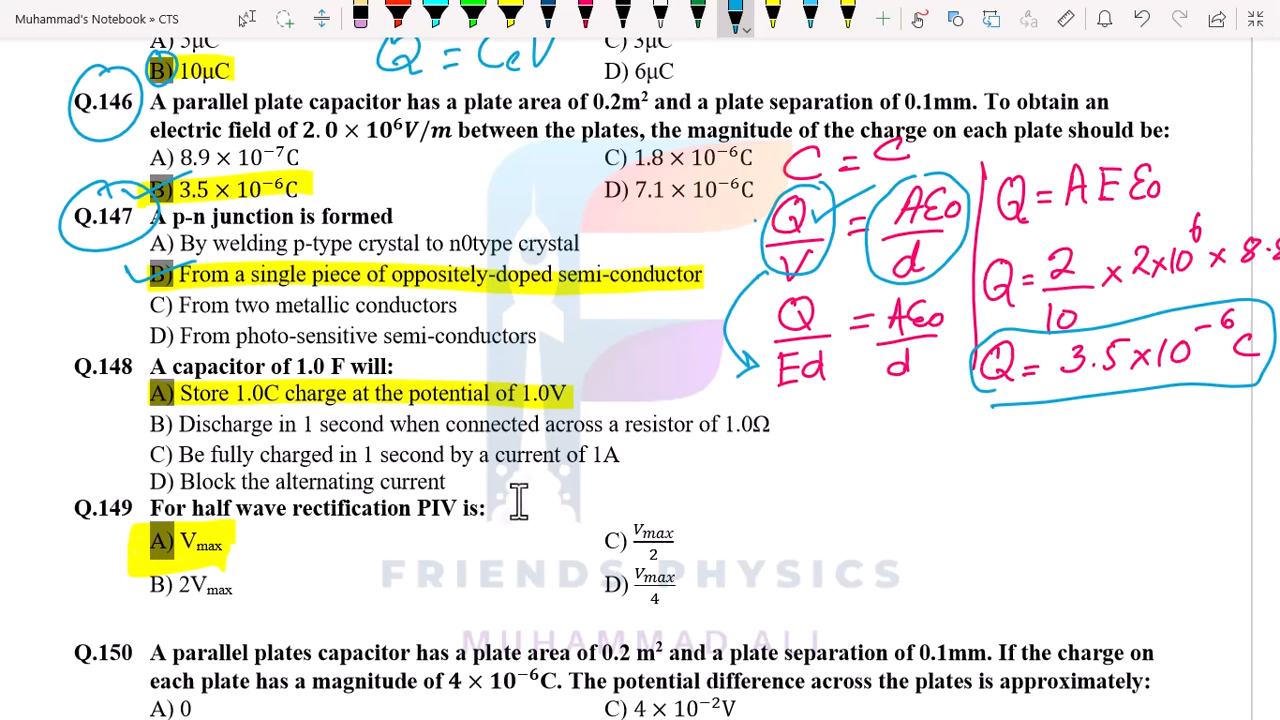 Muhammad's Notebook » CTS
A) 5μC C) 3μC
Q = CeV
B) 10μC D) 6μC
Q.146 A parallel plate capacitor has a plate area of 0.2m² and a plate separation of 0.1mm. To obtain an
electric field of 2.0 × 10⁶V/m between the plates, the magnitude of the charge on each plate should be:
A) 8.9 × 10⁻⁷C C) 1.8 × 10⁻⁶C
B) 3.5 × 10⁻⁶C D) 7.1 × 10⁻⁶C
C = C
Q/V = Aε₀/d
Q/Ed = Aε₀/d
Q = A E ε₀
Q = 2/10 × 2×10⁶ × 8.8
Q = 3.5×10⁻⁶ C
Q.147 A p-n junction is formed
A) By welding p-type crystal to n0type crystal
B) From a single piece of oppositely-doped semi-conductor
C) From two metallic conductors
D) From photo-sensitive semi-conductors
Q.148 A capacitor of 1.0 F will:
A) Store 1.0C charge at the potential of 1.0V
B) Discharge in 1 second when connected across a resistor of 1.0Ω
C) Be fully charged in 1 second by a current of 1A
D) Block the alternating current
Q.149 For half wave rectification PIV is:
A) Vmax C) Vmax/2
B) 2Vmax D) Vmax/4
FRIENDS PHYSICS
MUHAMMAD ALI
Q.150 A parallel plates capacitor has a plate area of 0.2 m² and a plate separation of 0.1mm. If the charge on
each plate has a magnitude of 4 × 10⁻⁶C. The potential difference across the plates is approximately:
A) 0 C) 4 × 10⁻²V